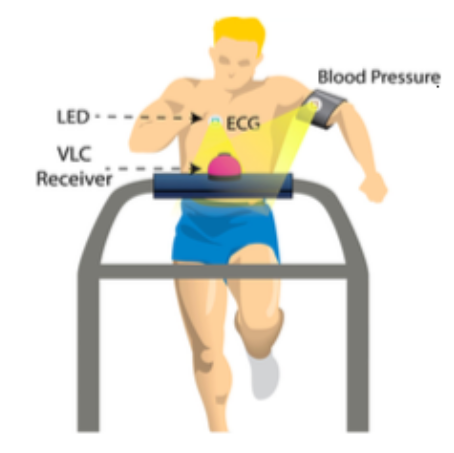 Blood Pressure
LED
ECG
VLC
Receiver